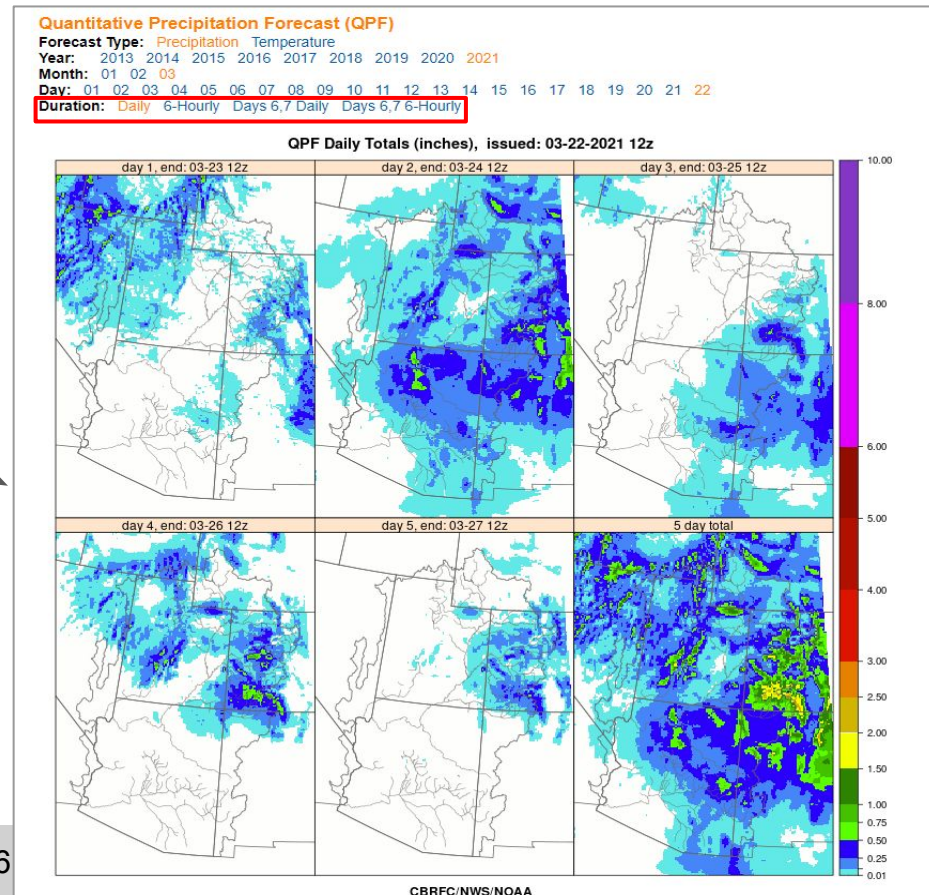 Quantitative Precipitation Forecast (QPF)
Forecast Type: Precipitation Temperature
Year: 2013 2014 2015 2016 2017 2018 2019 2020 2021
Month: 01 02 03
Day: 01 02 03 04 05 06 07 08 09 10 11 12 13 14 15 16 17 18 19 20 21 22
Duration: Daily 6-Hourly Days 6,7 Daily Days 6,7 6-Hourly
QPF Daily Totals (inches), issued: 03-22-2021 12z
day 1, end: 03-23 12z
day 2, end: 03-24 12z
day 3, end: 03-25 12z
10.00
8.00
6.00
5.00
4.00
3.00
2.50
2.00
1.50
1.00
0.75
0.50
0.25
0.01
day 4, end: 03-26 12z
day 5, end: 03-27 12z
5 day total
6
CBRFC/NWS/NOAA